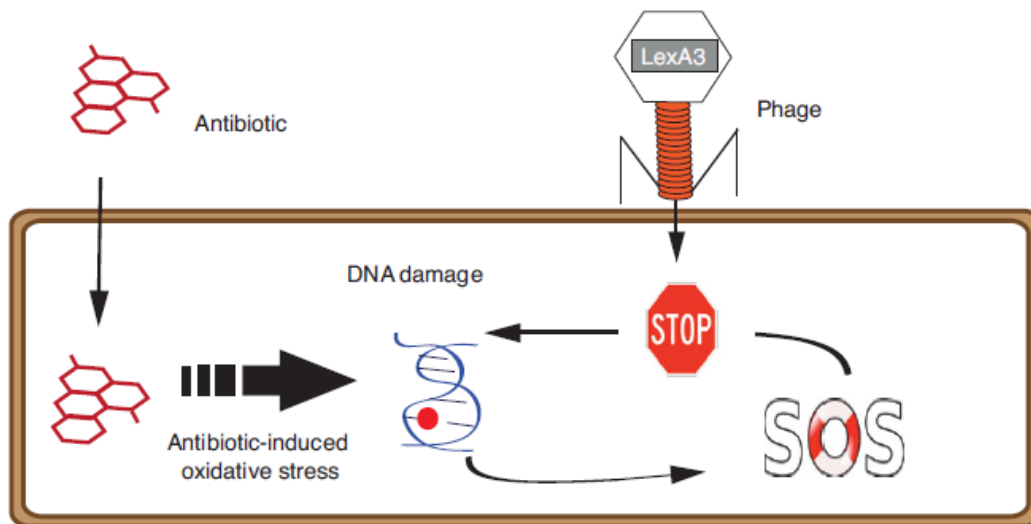 LexA3
Antibiotic
Phage
DNA damage
STOP
SOS
Antibiotic-induced
oxidative stress